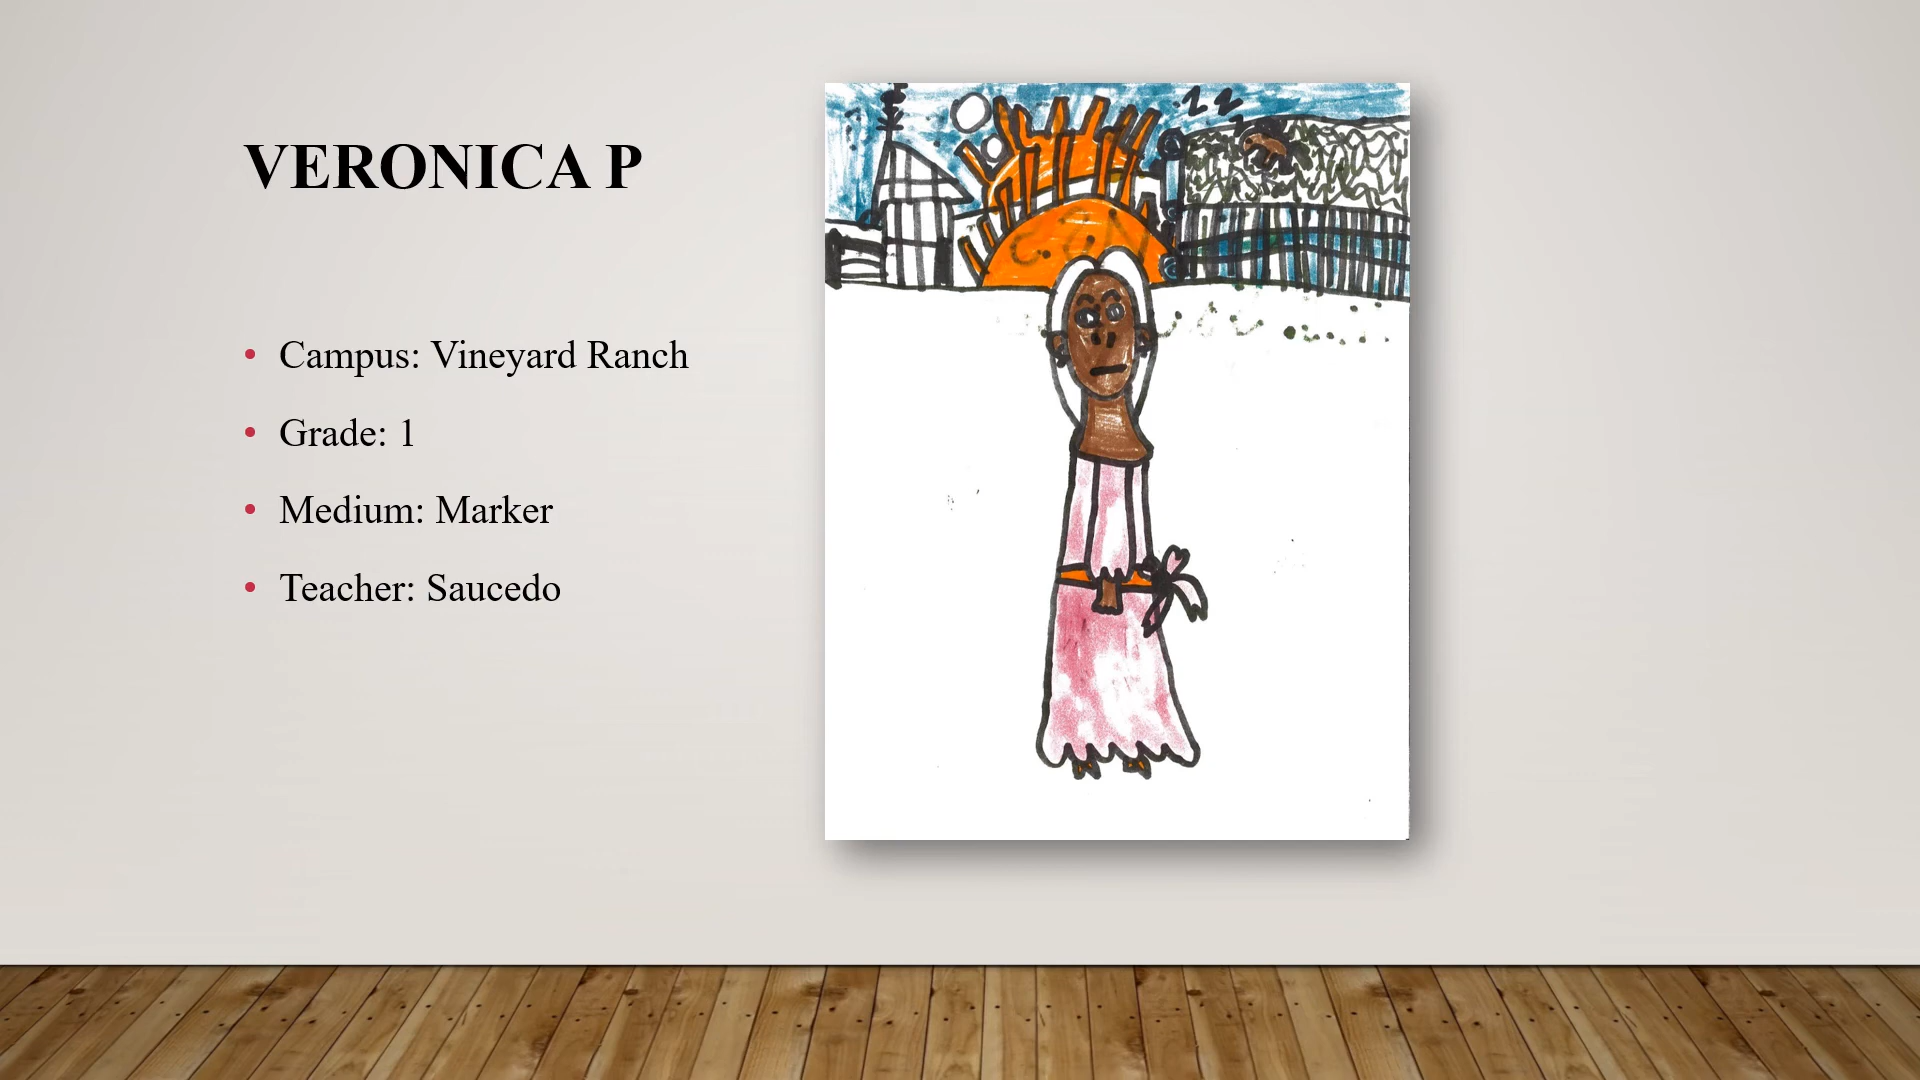 VERONICA P
• Campus: Vineyard Ranch
• Grade: 1
• Medium: Marker
• Teacher: Saucedo